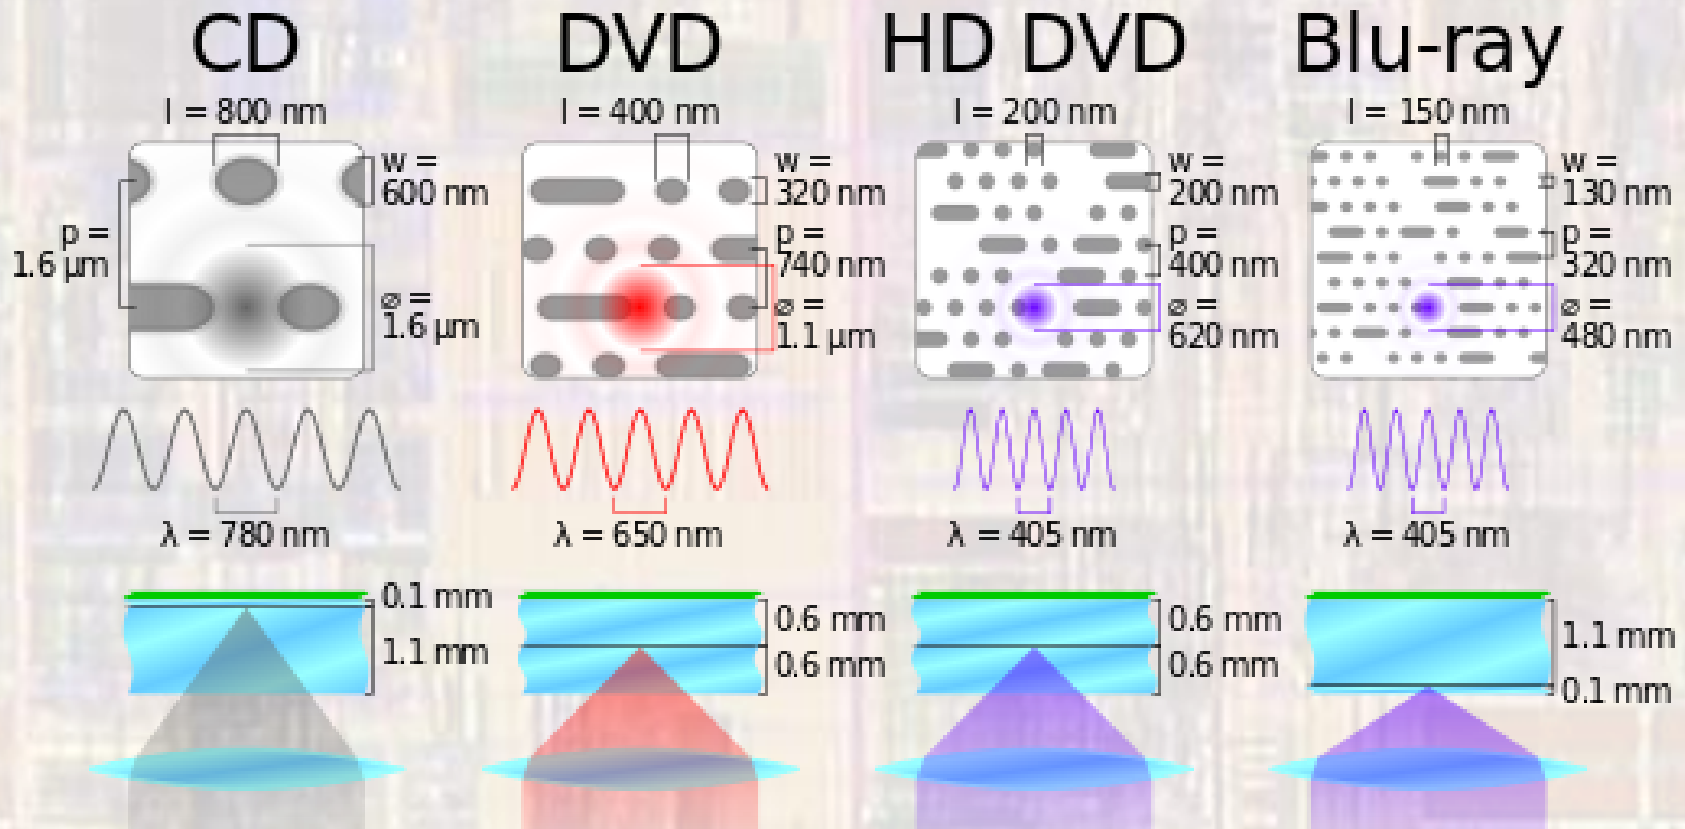 CD
l = 800 nm
w =
600 nm
p =
1.6 µm
⌀ =
1.6 µm
λ = 780 nm
0.1 mm
1.1 mm
DVD
l = 400 nm
w =
320 nm
p =
740 nm
⌀ =
1.1 µm
λ = 650 nm
0.6 mm
0.6 mm
HD DVD
l = 200 nm
w =
200 nm
p =
400 nm
⌀ =
620 nm
λ = 405 nm
0.6 mm
0.6 mm
Blu-ray
l = 150 nm
w =
130 nm
p =
320 nm
⌀ =
480 nm
λ = 405 nm
1.1 mm
0.1 mm